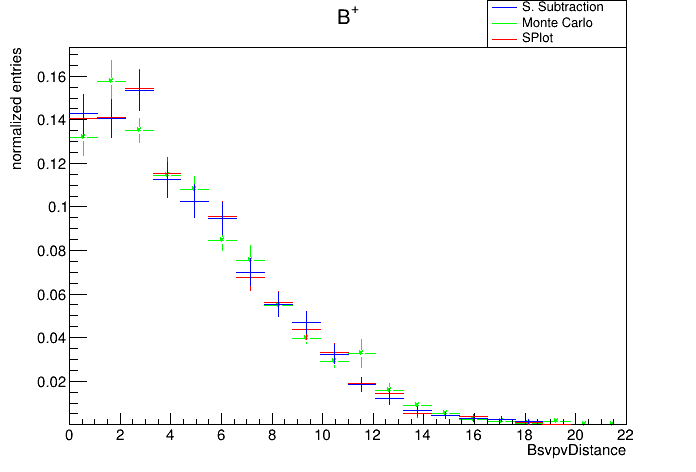 B+
S. Subtraction
Monte Carlo
SPlot
normalized entries
0.16
0.14
0.12
0.1
0.08
0.06
0.04
0.02
0 2 4 6 8 10 12 14 16 18 20 22
BsvpvDistance